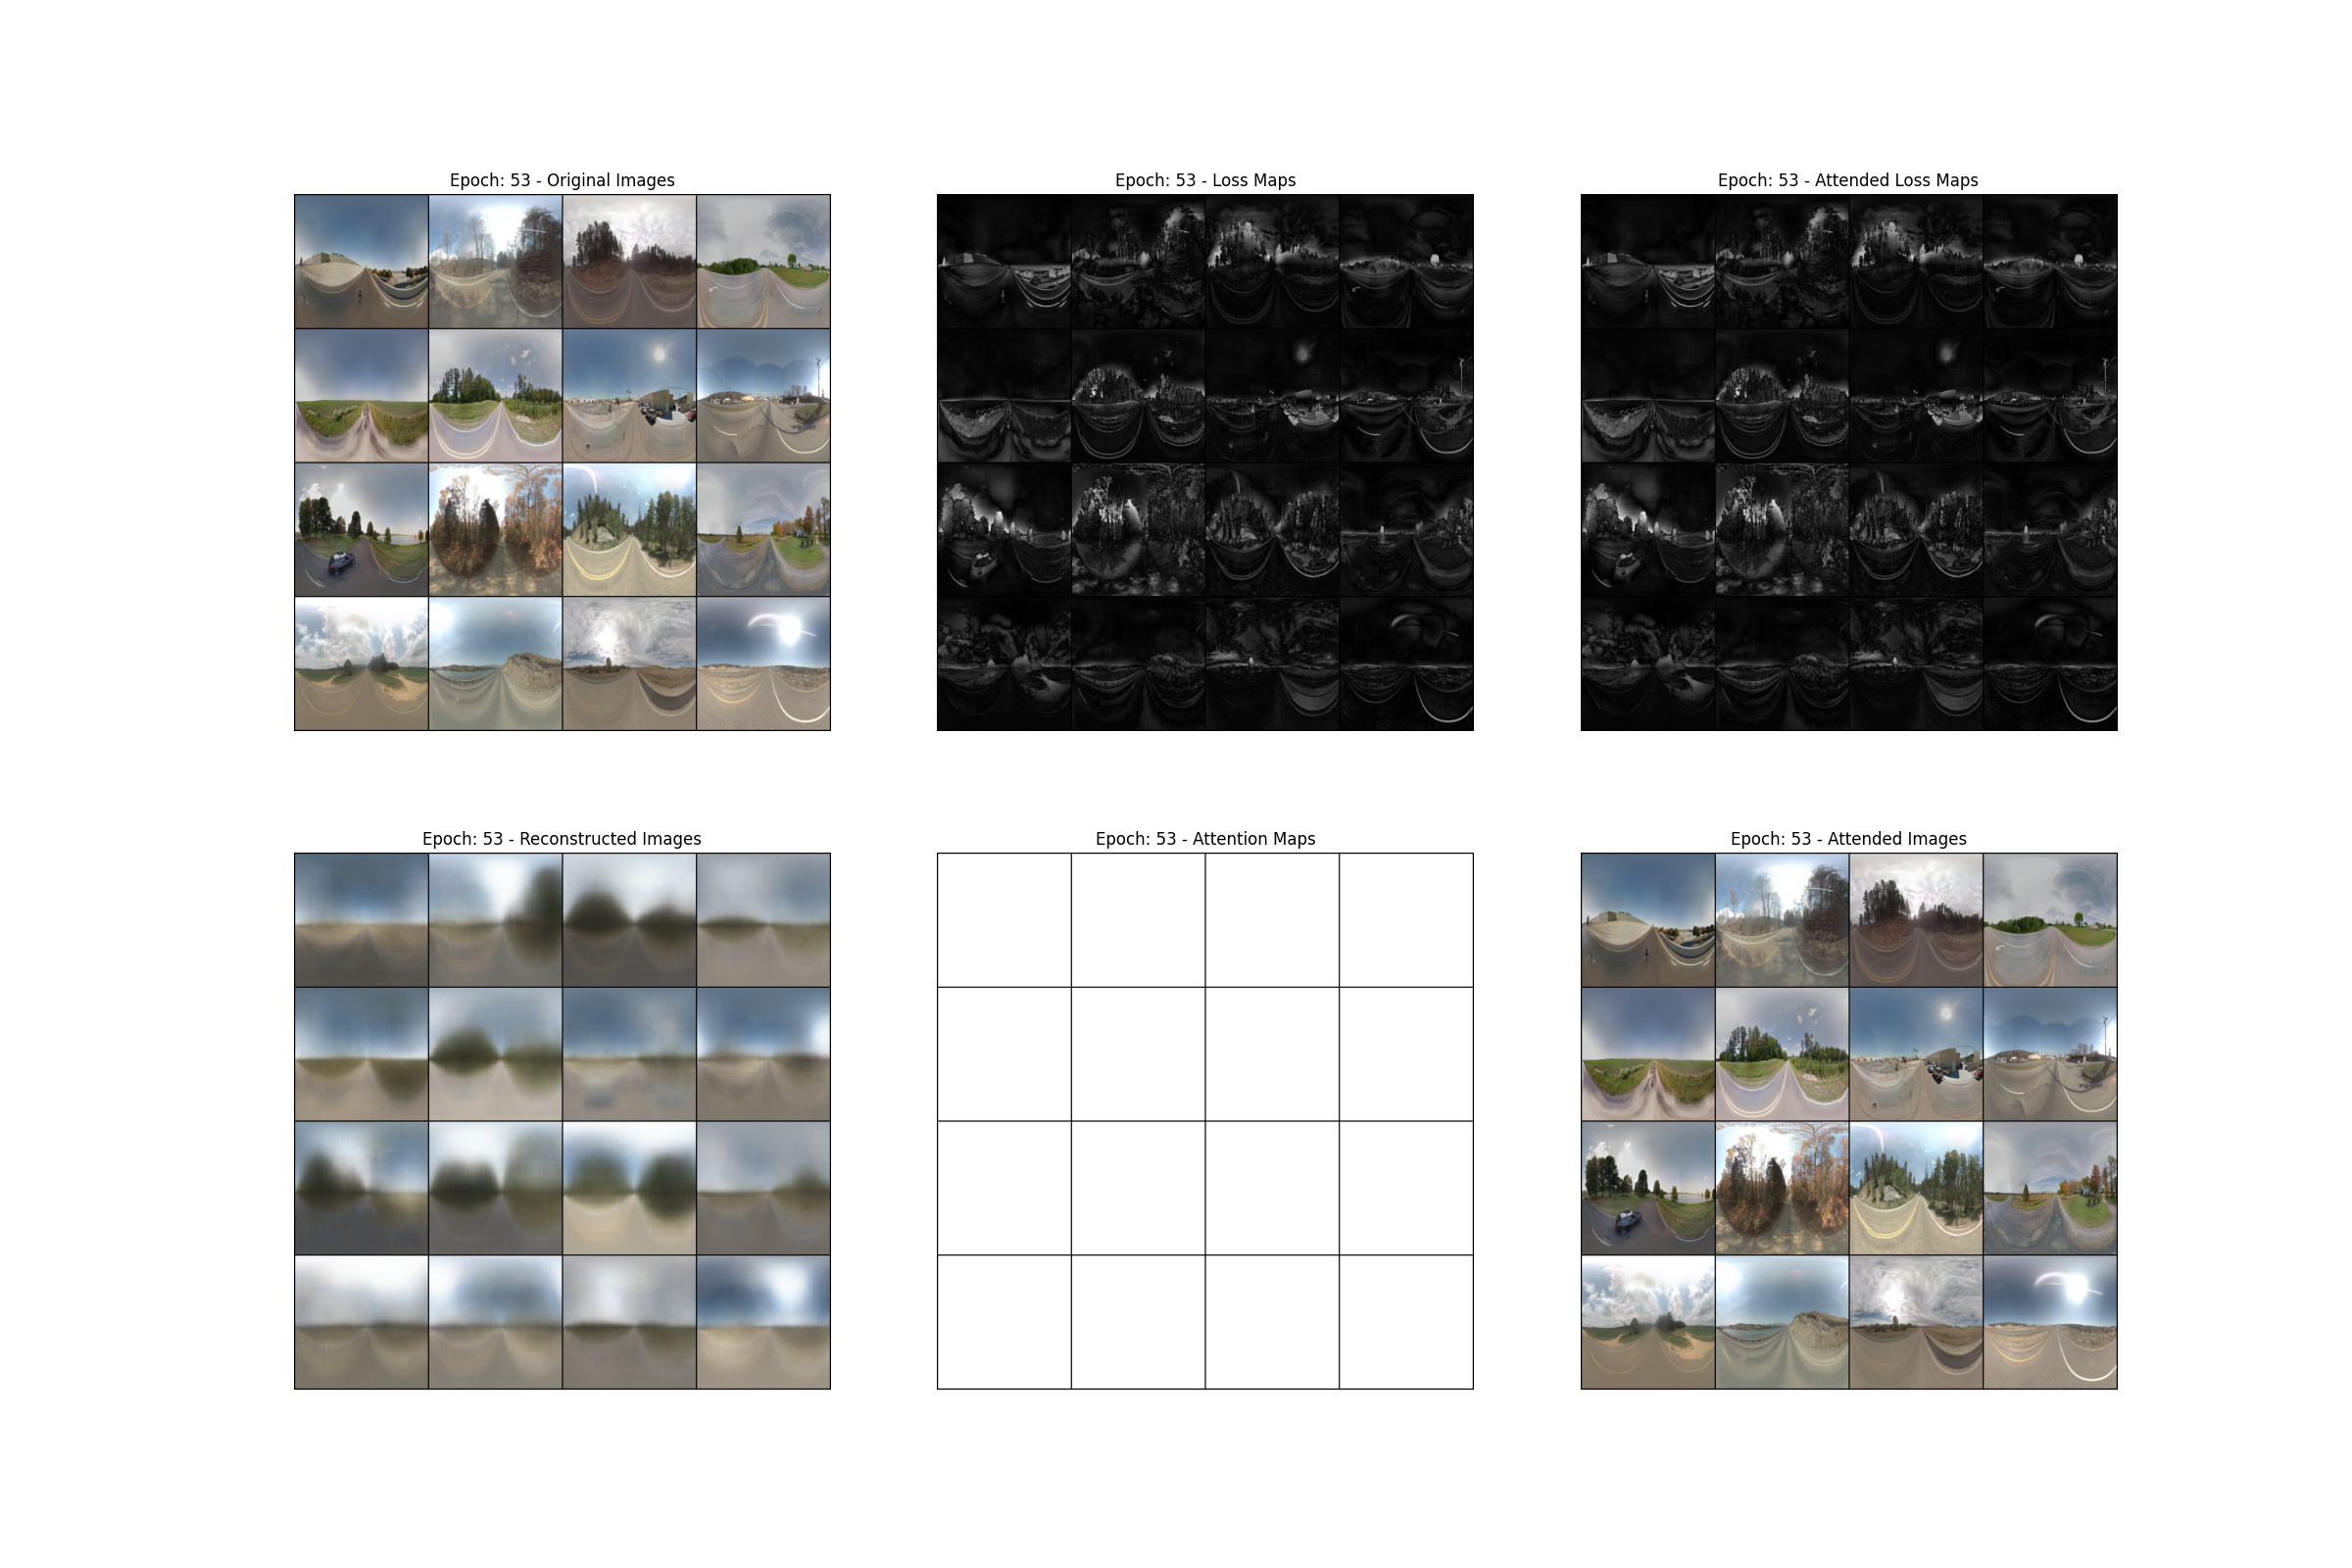 Epoch: 53 - Original Images
Epoch: 53 - Loss Maps
Epoch: 53 - Attended Loss Maps
Epoch: 53 - Reconstructed Images
Epoch: 53 - Attention Maps
Epoch: 53 - Attended Images